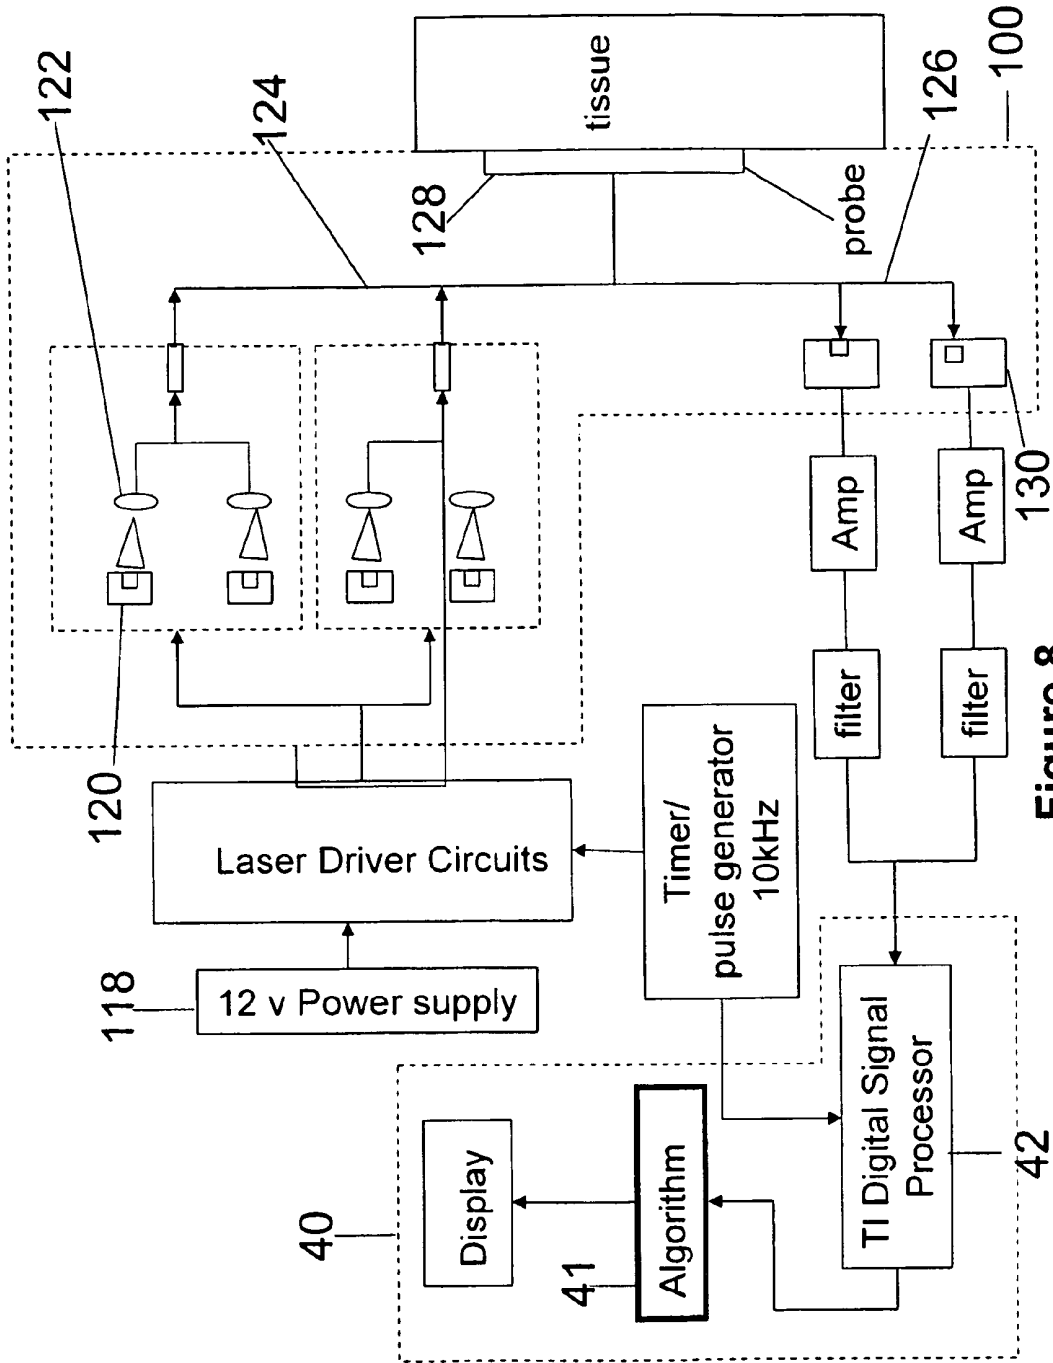 122
124
128
tissue
probe
126
100
120
118
12 v Power supply
Laser Driver Circuits
Timer/
pulse generator
10kHz
filter
Amp
filter
Amp
130
40
Display
41
Algorithm
TI Digital Signal
Processor
42
Figure 8